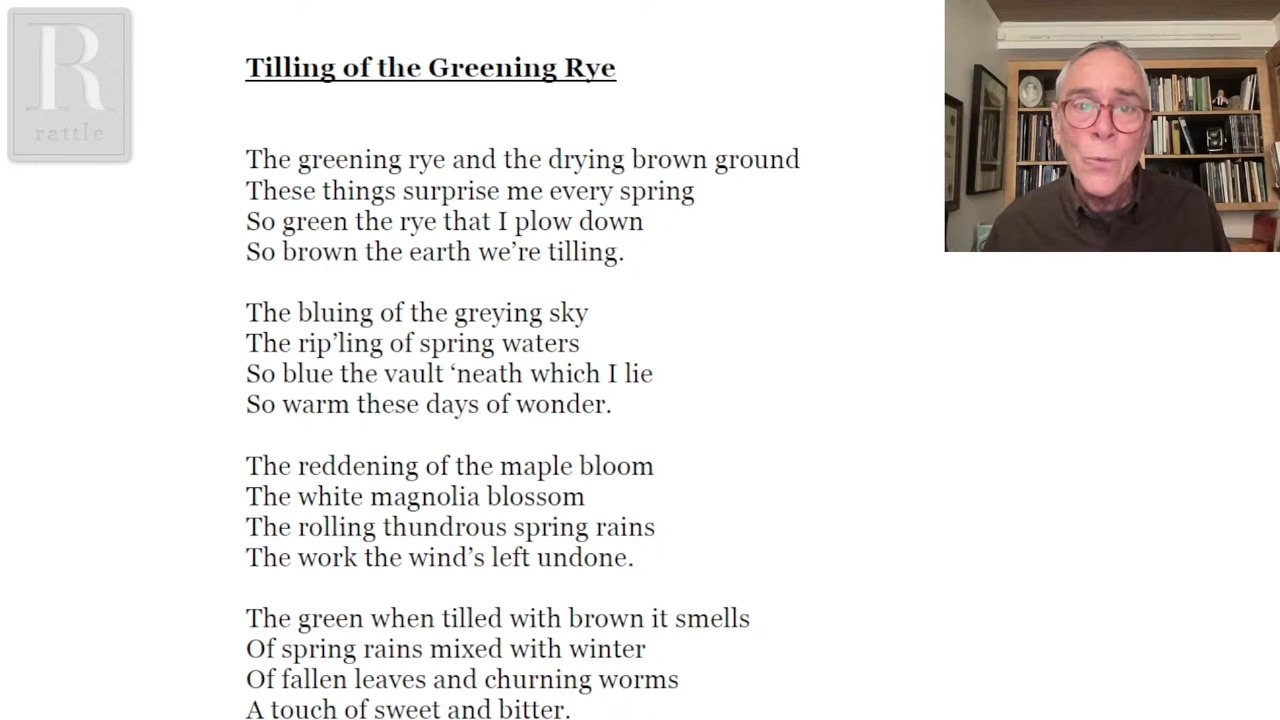 R
rattle
Tilling of the Greening Rye
The greening rye and the drying brown ground
These things surprise me every spring
So green the rye that I plow down
So brown the earth we’re tilling.
The bluing of the greying sky
The rip’ling of spring waters
So blue the vault ‘neath which I lie
So warm these days of wonder.
The reddening of the maple bloom
The white magnolia blossom
The rolling thundrous spring rains
The work the wind’s left undone.
The green when tilled with brown it smells
Of spring rains mixed with winter
Of fallen leaves and churning worms
A touch of sweet and bitter.